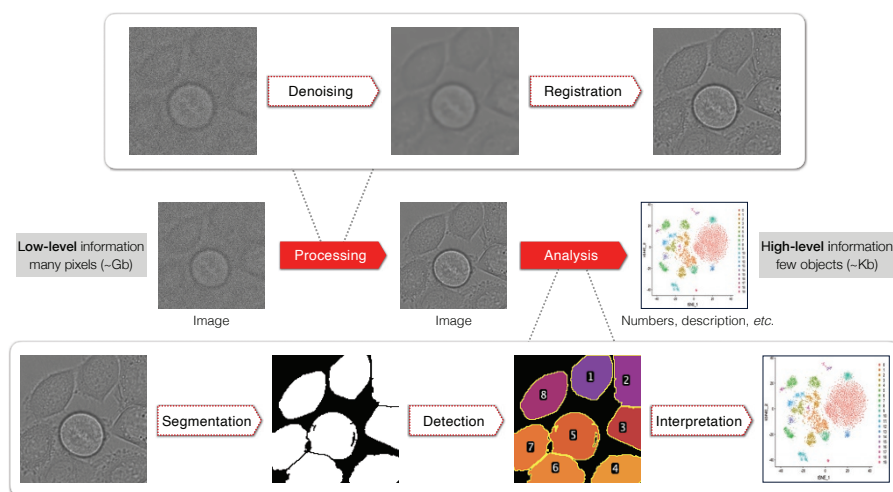 Denoising
Registration
Low-level information
many pixels (~Gb)
Processing
Analysis
High-level information
few objects (~Kb)
Image
Image
Numbers, description, etc.
Segmentation
Detection
Interpretation
1
2
8
3
5
7
6
4